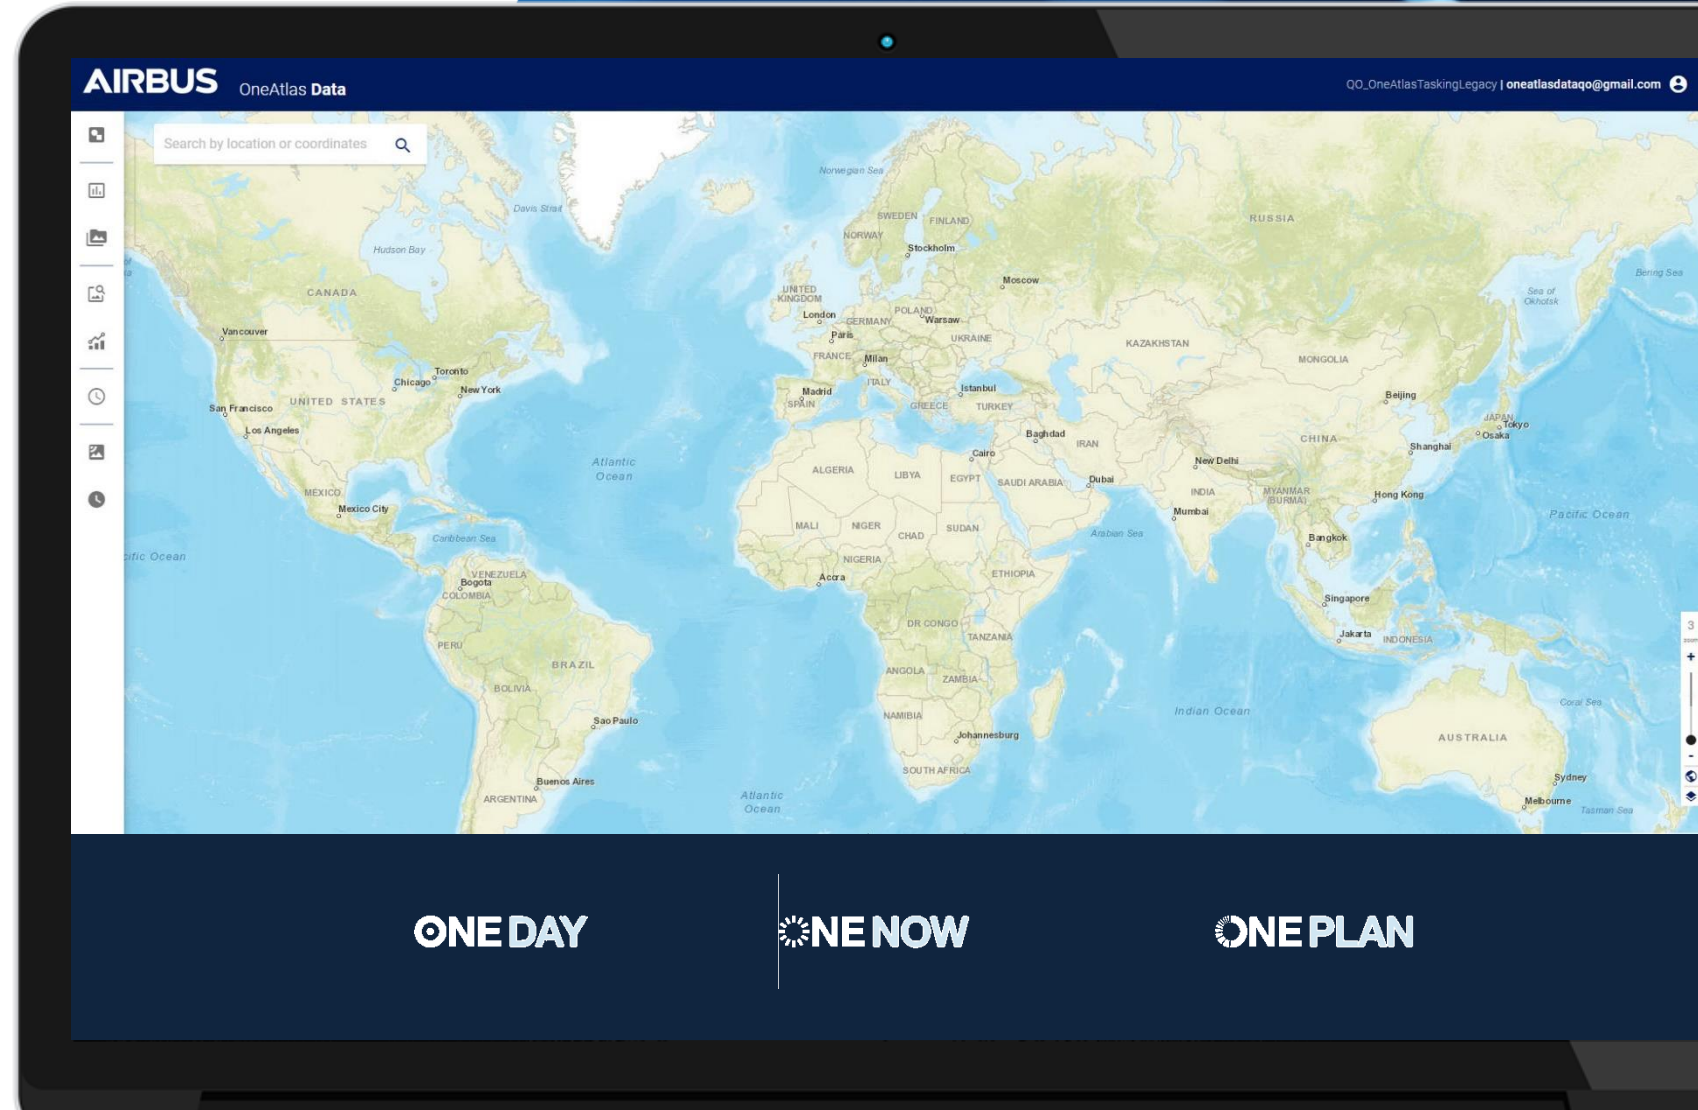 AIRBUS OneAtlas Data
QO_OneAtlasTaskingLegacy | oneatlasdataqo@gmail.com
Search by location or coordinates
Norwegian Sea
Davis Strait
SWEDEN
FINLAND
RUSSIA
NORWAY
Hudson Bay
Stockholm
Bering Sea
Moscow
CANADA
UNITED
KINGDOM
Sea of
Okhotsk
London
POLAND
GERMANY
Warsaw
Vancouver
Paris
UKRAINE
KAZAKHSTAN
FRANCE
Milan
MONGOLIA
Toronto
Chicago
New York
ITALY
Istanbul
Madrid
Beijing
San Francisco
UNITED STATES
SPAIN
GREECE
TURKEY
JAPAN
Tokyo
Los Angeles
Baghdad
IRAN
CHINA
Osaka
Shanghai
Cairo
Atlantic
Ocean
New Delhi
ALGERIA
LIBYA
EGYPT
SAUDI ARABIA
Dubai
MEXICO
INDIA
MYANMAR
(BURMA)
Hong Kong
Mexico City
Mumbai
Pacific Ocean
MALI
NIGER
CHAD
SUDAN
Arabian Sea
Caribbean Sea
Bangkok
cific Ocean
NIGERIA
VENEZUELA
Accra
ETHIOPIA
Bogota
COLOMBIA
Singapore
DR CONGO
3
zoom
TANZANIA
Jakarta
INDONESIA
PERU
BRAZIL
+
ANGOLA
ZAMBIA
BOLIVIA
Coral Sea
Indian Ocean
NAMIBIA
Sao Paulo
Johannesburg
AUSTRALIA
-
SOUTH AFRICA
Buenos Aires
Sydney
ARGENTINA
Atlantic
Ocean
Melbourne
Tasman Sea
ONE DAY
ONE NOW
ONE PLAN